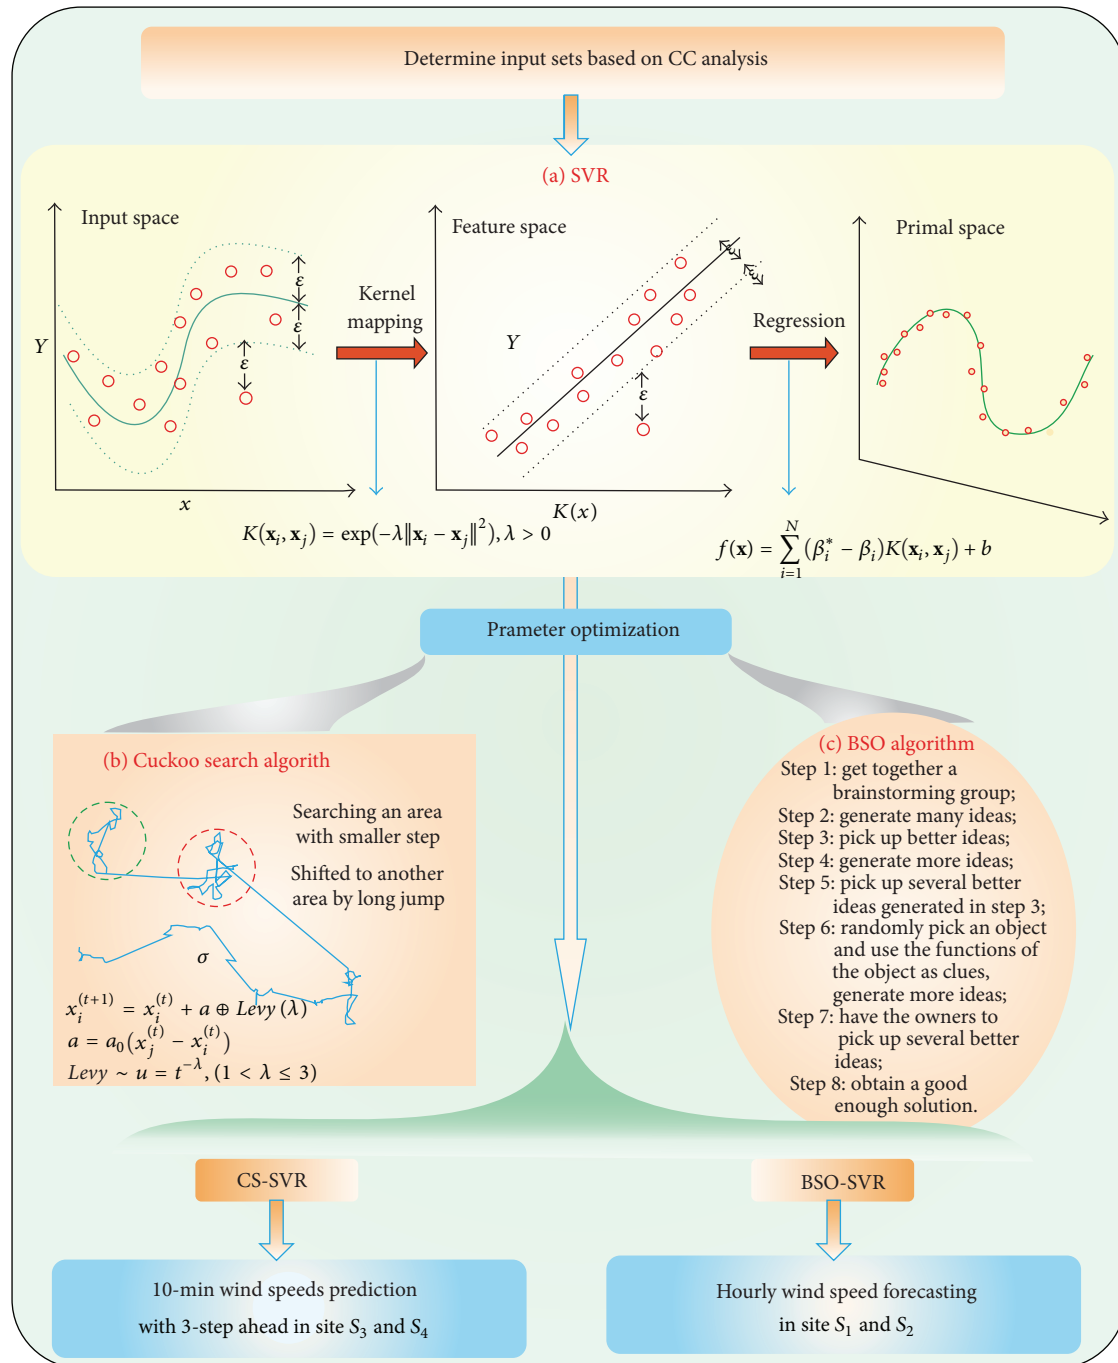 Determine input sets based on CC analysis
(a) SVR
Input space
Y
x
ε
ε
ε
Kernel
mapping
Feature space
Y
K(x)
ε
ε
ε
Regression
Primal space
K(𝐱ᵢ, 𝐱ⱼ) = exp(−λ‖𝐱ᵢ − 𝐱ⱼ‖²), λ > 0
f(𝐱) = ∑_{i=1}^{N} (βᵢ* − βᵢ)K(𝐱ᵢ, 𝐱ⱼ) + b
Prameter optimization
(b) Cuckoo search algorith
Searching an area
with smaller step
Shifted to another
area by long jump
σ
xᵢ^{(t+1)} = xᵢ^{(t)} + a ⊕ Levy (λ)
a = a₀(xⱼ^{(t)} − xᵢ^{(t)})
Levy ∼ u = t^{−λ}, (1 < λ ≤ 3)
(c) BSO algorithm
Step 1: get together a
brainstorming group;
Step 2: generate many ideas;
Step 3: pick up better ideas;
Step 4: generate more ideas;
Step 5: pick up several better
ideas generated in step 3;
Step 6: randomly pick an object
and use the functions of
the object as clues,
generate more ideas;
Step 7: have the owners to
pick up several better
ideas;
Step 8: obtain a good
enough solution.
CS-SVR
10-min wind speeds prediction
with 3-step ahead in site S₃ and S₄
BSO-SVR
Hourly wind speed forecasting
in site S₁ and S₂